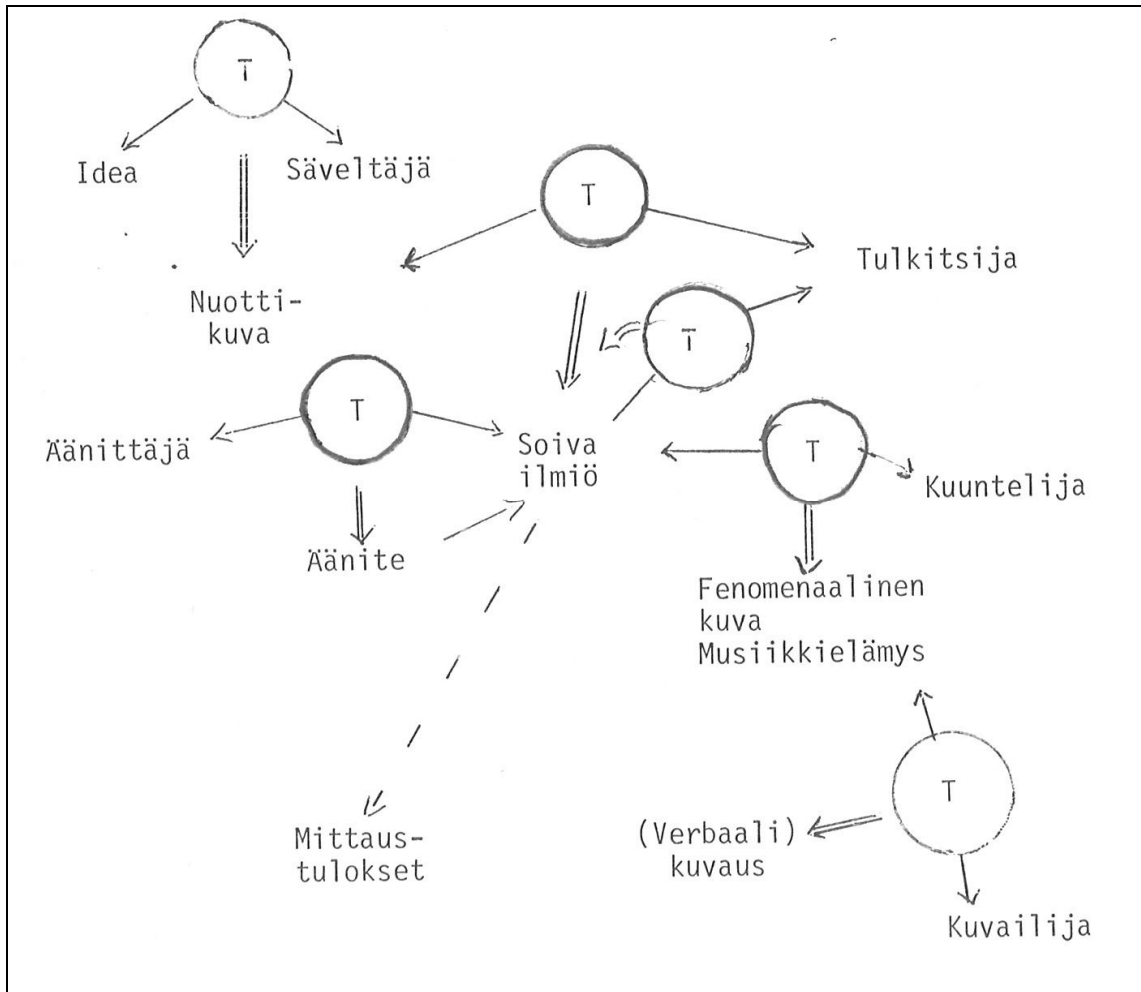 T
Idea
Säveltäjä
T
Tulkitsija
Nuotti-
kuva
T
T
Äänittäjä
Soiva
ilmiö
T
Kuuntelija
Äänite
Fenomenaalinen
kuva
Musiikkielämys
T
Mittaus-
tulokset
(Verbaali)
kuvaus
Kuvailija